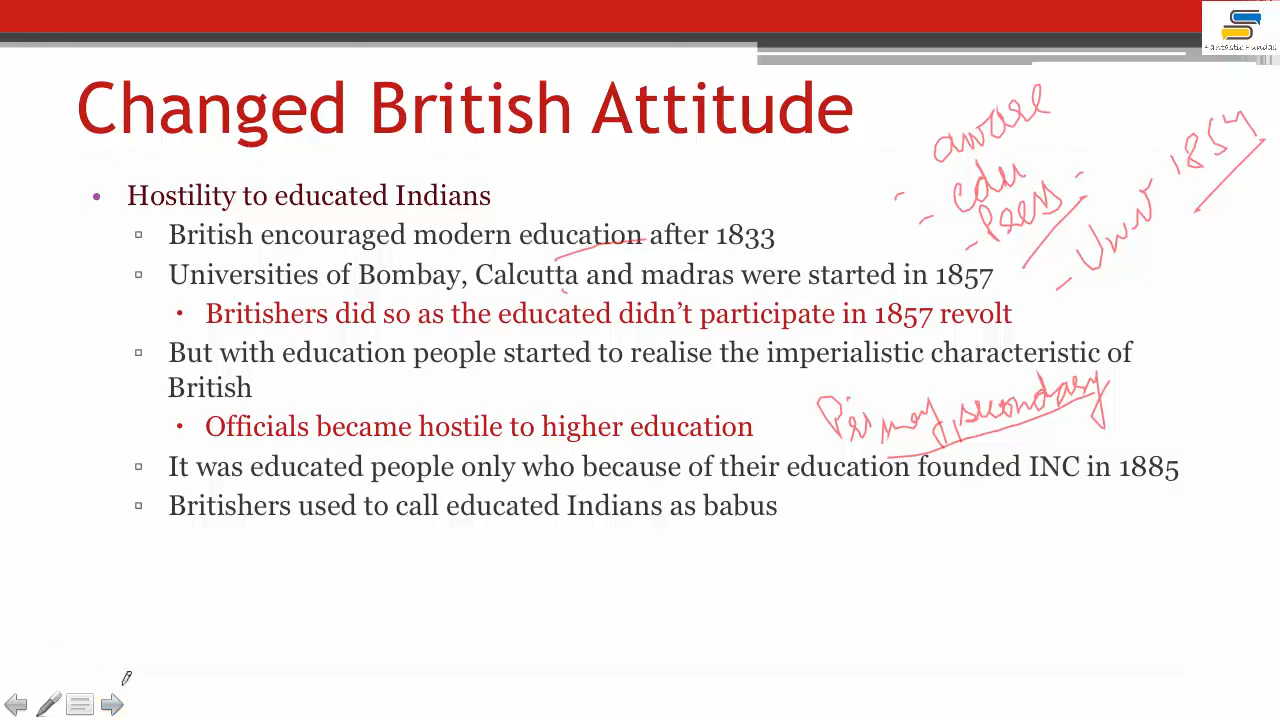 Fantastic Fundas
Changed British Attitude
aware
- edu
- Press
- Univ 1857
• Hostility to educated Indians
▫ British encouraged modern education after 1833
▫ Universities of Bombay, Calcutta and madras were started in 1857
• Britishers did so as the educated didn't participate in 1857 revolt
▫ But with education people started to realise the imperialistic characteristic of
British
Primary, secondary
• Officials became hostile to higher education
▫ It was educated people only who because of their education founded INC in 1885
▫ Britishers used to call educated Indians as babus